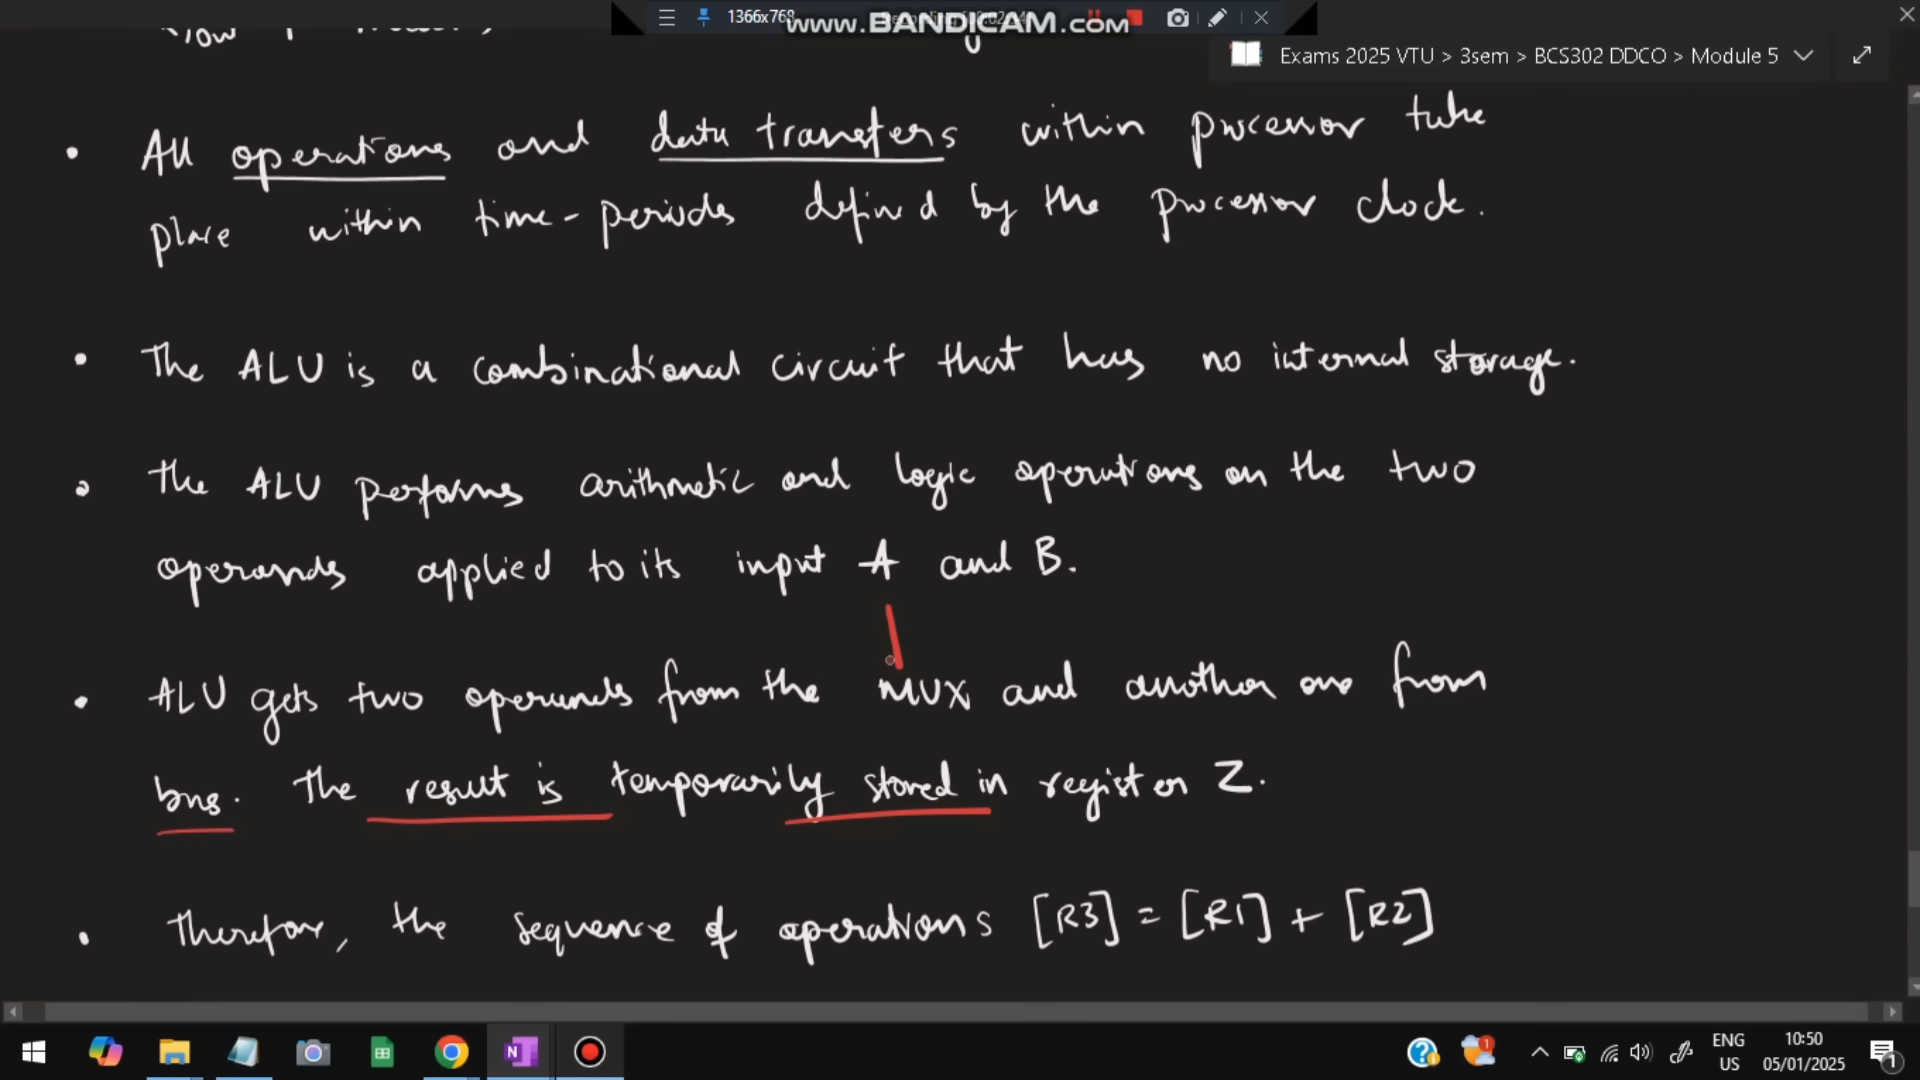 1366x768
www.BANDICAM.com
Exams 2025 VTU > 3sem > BCS302 DDCO > Module 5
• All operations and data transfers within processor take
place within time-periods defined by the processor clock.
• The ALU is a combinational circuit that has no internal storage.
• The ALU performs arithmetic and logic operations on the two
operands applied to its input A and B.
• ALU gets two operands from the MUX and another one from
bus. The result is temporarily stored in register Z.
• Therefore, the sequence of operations [R3] = [R1] + [R2]
ENG
US
10:50
05/01/2025